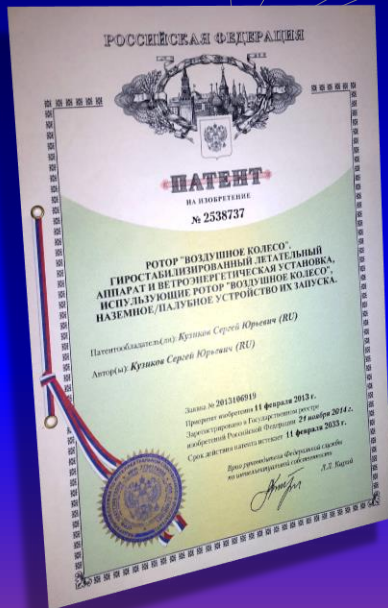 РОССИЙСКАЯ ФЕДЕРАЦИЯ
ПАТЕНТ
НА ИЗОБРЕТЕНИЕ
№ 2538737
РОТОР "ВОЗДУШНОЕ КОЛЕСО".
ГИРОСТАБИЛИЗИРОВАННЫЙ ЛЕТАТЕЛЬНЫЙ
АППАРАТ И ВЕТРОЭНЕРГЕТИЧЕСКАЯ УСТАНОВКА,
ИСПУЛЬЗУЮЩИЕ РОТОР "ВОЗДУШНОЕ КОЛЕСО",
НАЗЕМНОЕ/ПАЛУБНОЕ УСТРОЙСТВО ИХ ЗАПУСКА.
Патентообладатель(ли): Кузиков Сергей Юрьевич (RU)
Автор(ы): Кузиков Сергей Юрьевич (RU)
Заявка № 2013106919
Приоритет изобретения 11 февраля 2013 г.
Зарегистрировано в Государственном реестре
изобретений Российской Федерации 21 ноября 2014 г.
Срок действия патента истекает 11 февраля 2033 г.
Врио руководителя Федеральной службы
по интеллектуальной собственности
Л.Л. Кирий